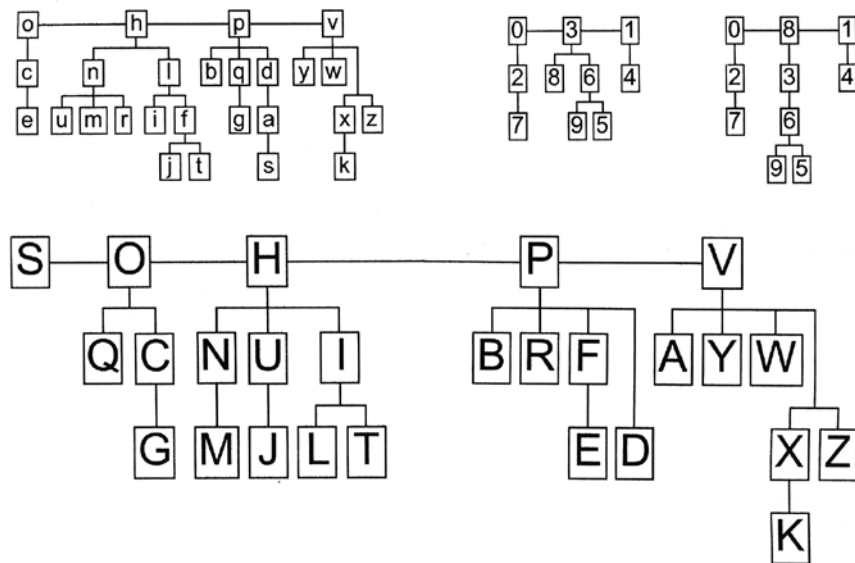 o h p v
c n l b q d y w
e u m r i f g a x z
j t s k
0 3 1
2 8 6 4
7 9 5
0 8 1
2 3 4
7 6
9 5
S O H P V
Q C N U I B R F A Y W
G M J L T E D X Z
K